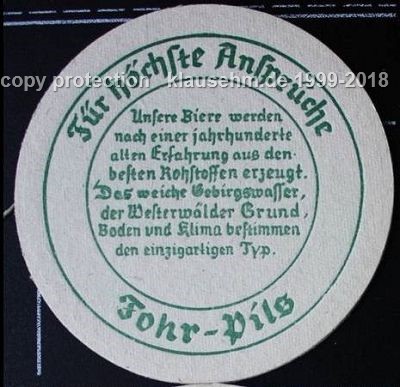 Für höchste Ansprüche
copy protection klausehm.de 1999-2018
Unsere Biere werden
nach einer jahrhunderte
alten Erfahrung aus den
besten Rohstoffen erzeugt.
Das weiche Gebirgswasser,
der Westerwälder Grund,
Boden und Klima bestimmen
den einzigartigen Typ.
Fohr-Pils